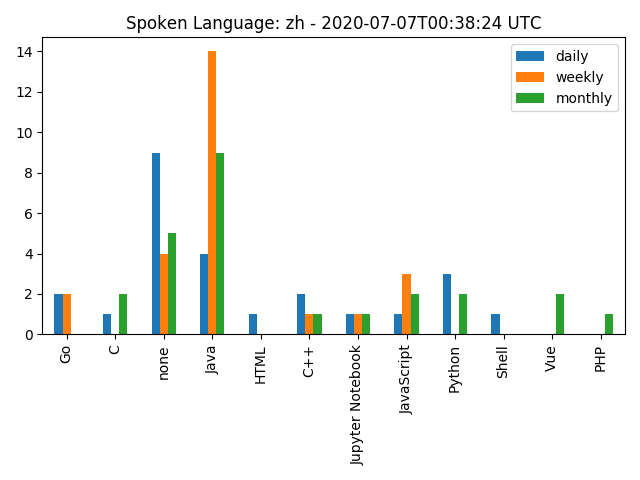 Spoken Language: zh - 2020-07-07T00:38:24 UTC
daily
weekly
monthly
14
12
10
8
6
4
2
0
Go
C
none
Java
HTML
C++
Jupyter Notebook
JavaScript
Python
Shell
Vue
PHP